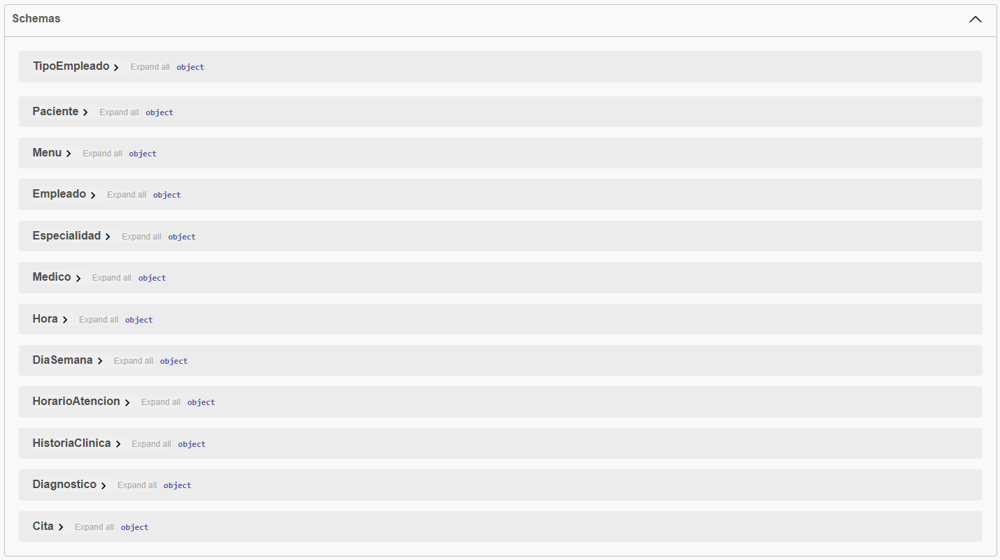 Schemas
TipoEmpleado Expand all object
Paciente Expand all object
Menu Expand all object
Empleado Expand all object
Especialidad Expand all object
Medico Expand all object
Hora Expand all object
DiaSemana Expand all object
HorarioAtencion Expand all object
HistoriaClinica Expand all object
Diagnostico Expand all object
Cita Expand all object